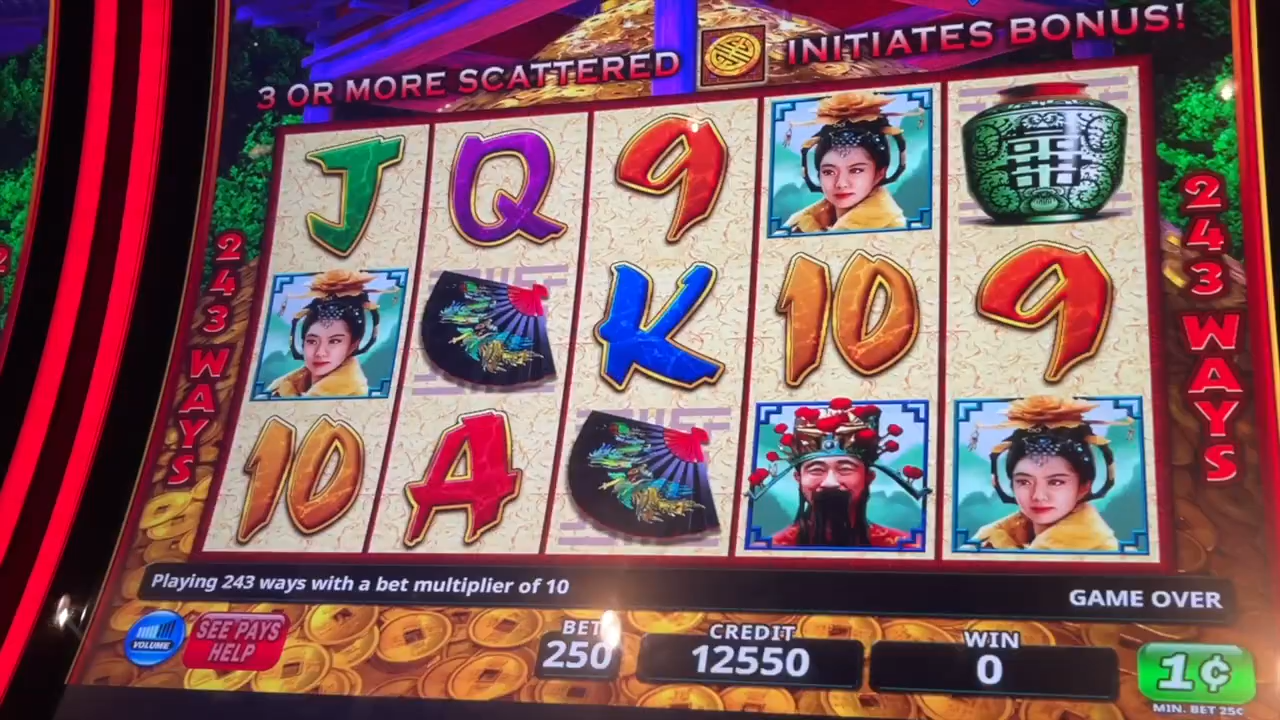 3 OR MORE SCATTERED INITIATES BONUS!
J Q 9
K 10 9
10 A
243 WAYS
243 WAYS
Playing 243 ways with a bet multiplier of 10
GAME OVER
VOLUME
SEE PAYS
HELP
BET
250
CREDIT
12550
WIN
0
1¢
MIN. BET 25¢